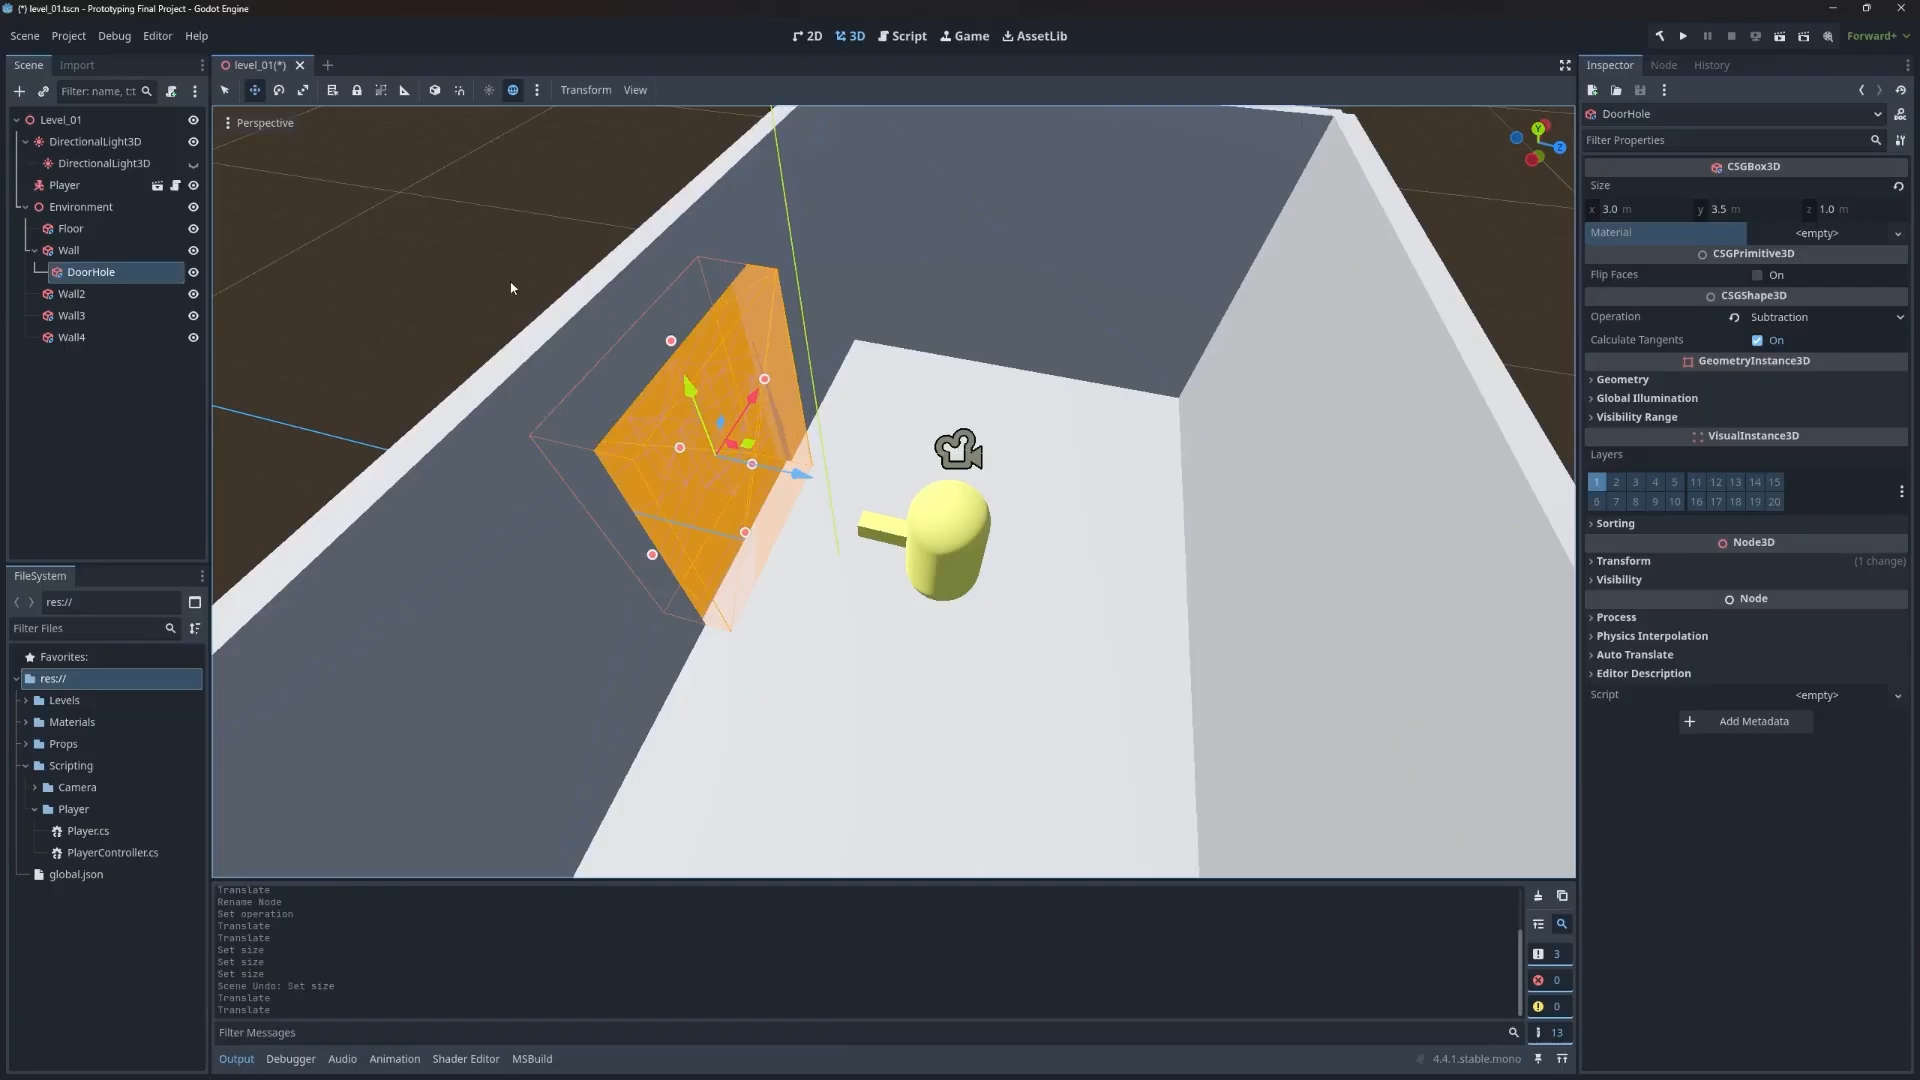 (*) level_01.tscn - Prototyping Final Project - Godot Engine
Scene Project Debug Editor Help
2D 3D Script Game AssetLib
Forward+
Scene Import
level_01(*)
Inspector Node History
Filter: name, t:t
Transform View
Perspective
Y
Z
Level_01
DirectionalLight3D
DirectionalLight3D
Player
Environment
Floor
Wall
DoorHole
Wall2
Wall3
Wall4
FileSystem
res://
Filter Files
Favorites:
res://
Levels
Materials
Props
Scripting
Camera
Player
Player.cs
PlayerController.cs
global.json
DoorHole
Filter Properties
CSGBox3D
Size
x 3.0 m y 3.5 m z 1.0 m
Material <empty>
CSGPrimitive3D
Flip Faces On
CSGShape3D
Operation Subtraction
Calculate Tangents On
GeometryInstance3D
Geometry
Global Illumination
Visibility Range
VisualInstance3D
Layers
1 2 3 4 5 11 12 13 14 15
6 7 8 9 10 16 17 18 19 20
Sorting
Node3D
Transform (1 change)
Visibility
Node
Process
Physics Interpolation
Auto Translate
Editor Description
Script <empty>
Add Metadata
Translate
Rename Node
Set operation
Translate
Translate
Set size
Set size
Set size
Scene Undo: Set size
Translate
Translate
3
0
0
13
Filter Messages
Output Debugger Audio Animation Shader Editor MSBuild
4.4.1.stable.mono